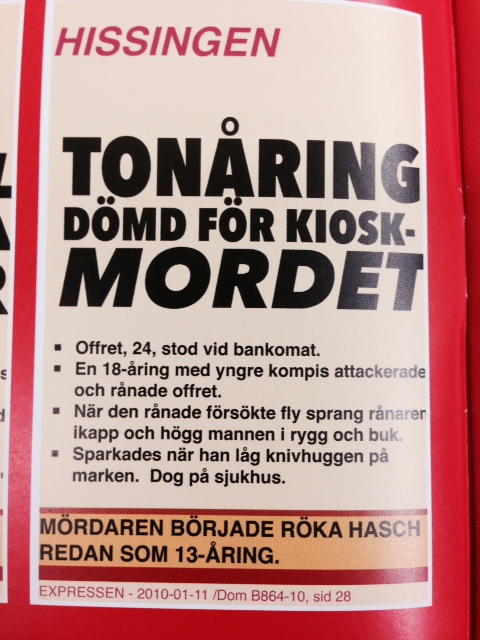 HISSINGEN
TONÅRING
DÖMD FÖR KIOSK-
MORDET
▪ Offret, 24, stod vid bankomat.
▪ En 18-åring med yngre kompis attackerade
och rånade offret.
▪ När den rånade försökte fly sprang rånaren
ikapp och högg mannen i rygg och buk.
▪ Sparkades när han låg knivhuggen på
marken. Dog på sjukhus.
MÖRDAREN BÖRJADE RÖKA HASCH
REDAN SOM 13-ÅRING.
EXPRESSEN - 2010-01-11 /Dom B864-10, sid 28